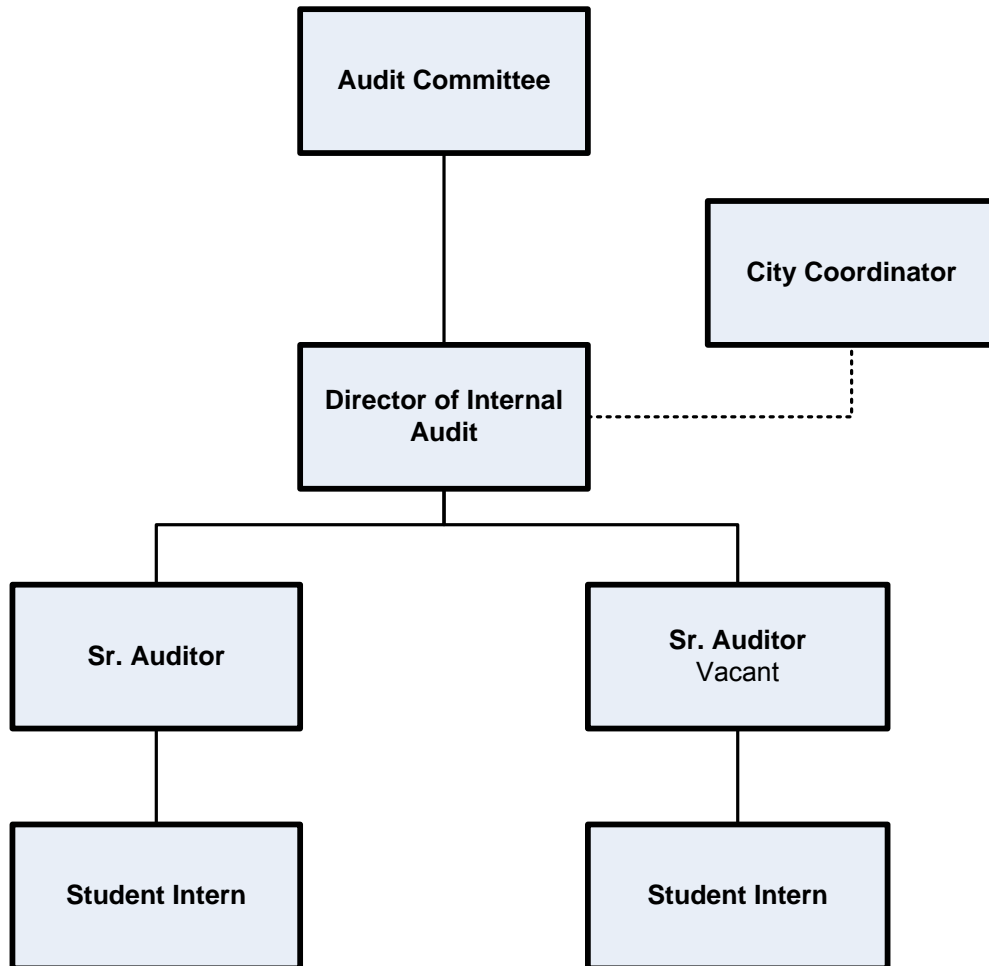 Audit Committee
City Coordinator
Director of Internal
Audit
Sr. Auditor
Sr. Auditor
Vacant
Student Intern
Student Intern